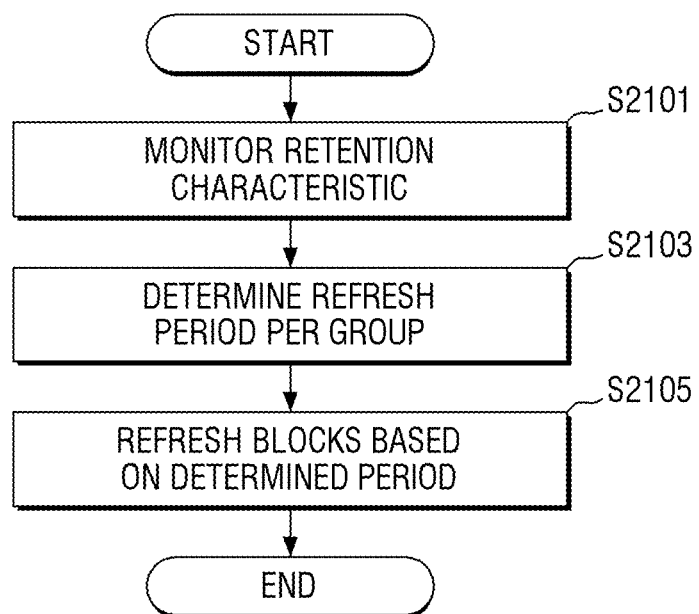 START
S2101
MONITOR RETENTION
CHARACTERISTIC
S2103
DETERMINE REFRESH
PERIOD PER GROUP
S2105
REFRESH BLOCKS BASED
ON DETERMINED PERIOD
END